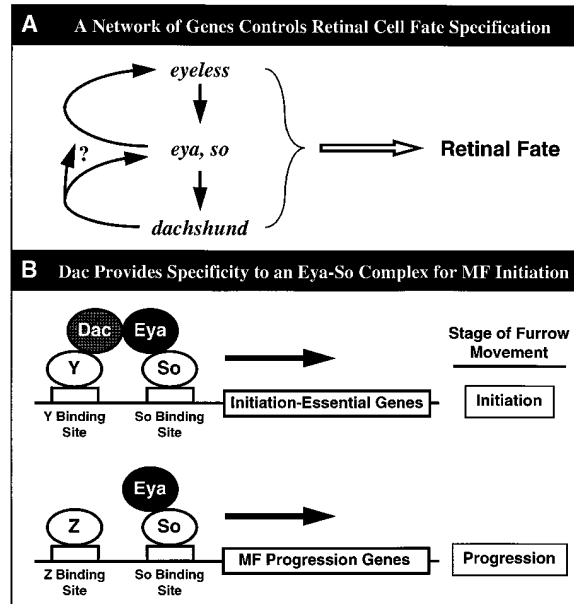 A A Network of Genes Controls Retinal Cell Fate Specification
eyeless
?
eya, so
Retinal Fate
dachshund
B Dac Provides Specificity to an Eya-So Complex for MF Initiation
Dac Eya
Stage of Furrow
Movement
Y So
Initiation-Essential Genes
Initiation
Y Binding
Site
So Binding
Site
Eya
Z So
MF Progression Genes
Progression
Z Binding
Site
So Binding
Site